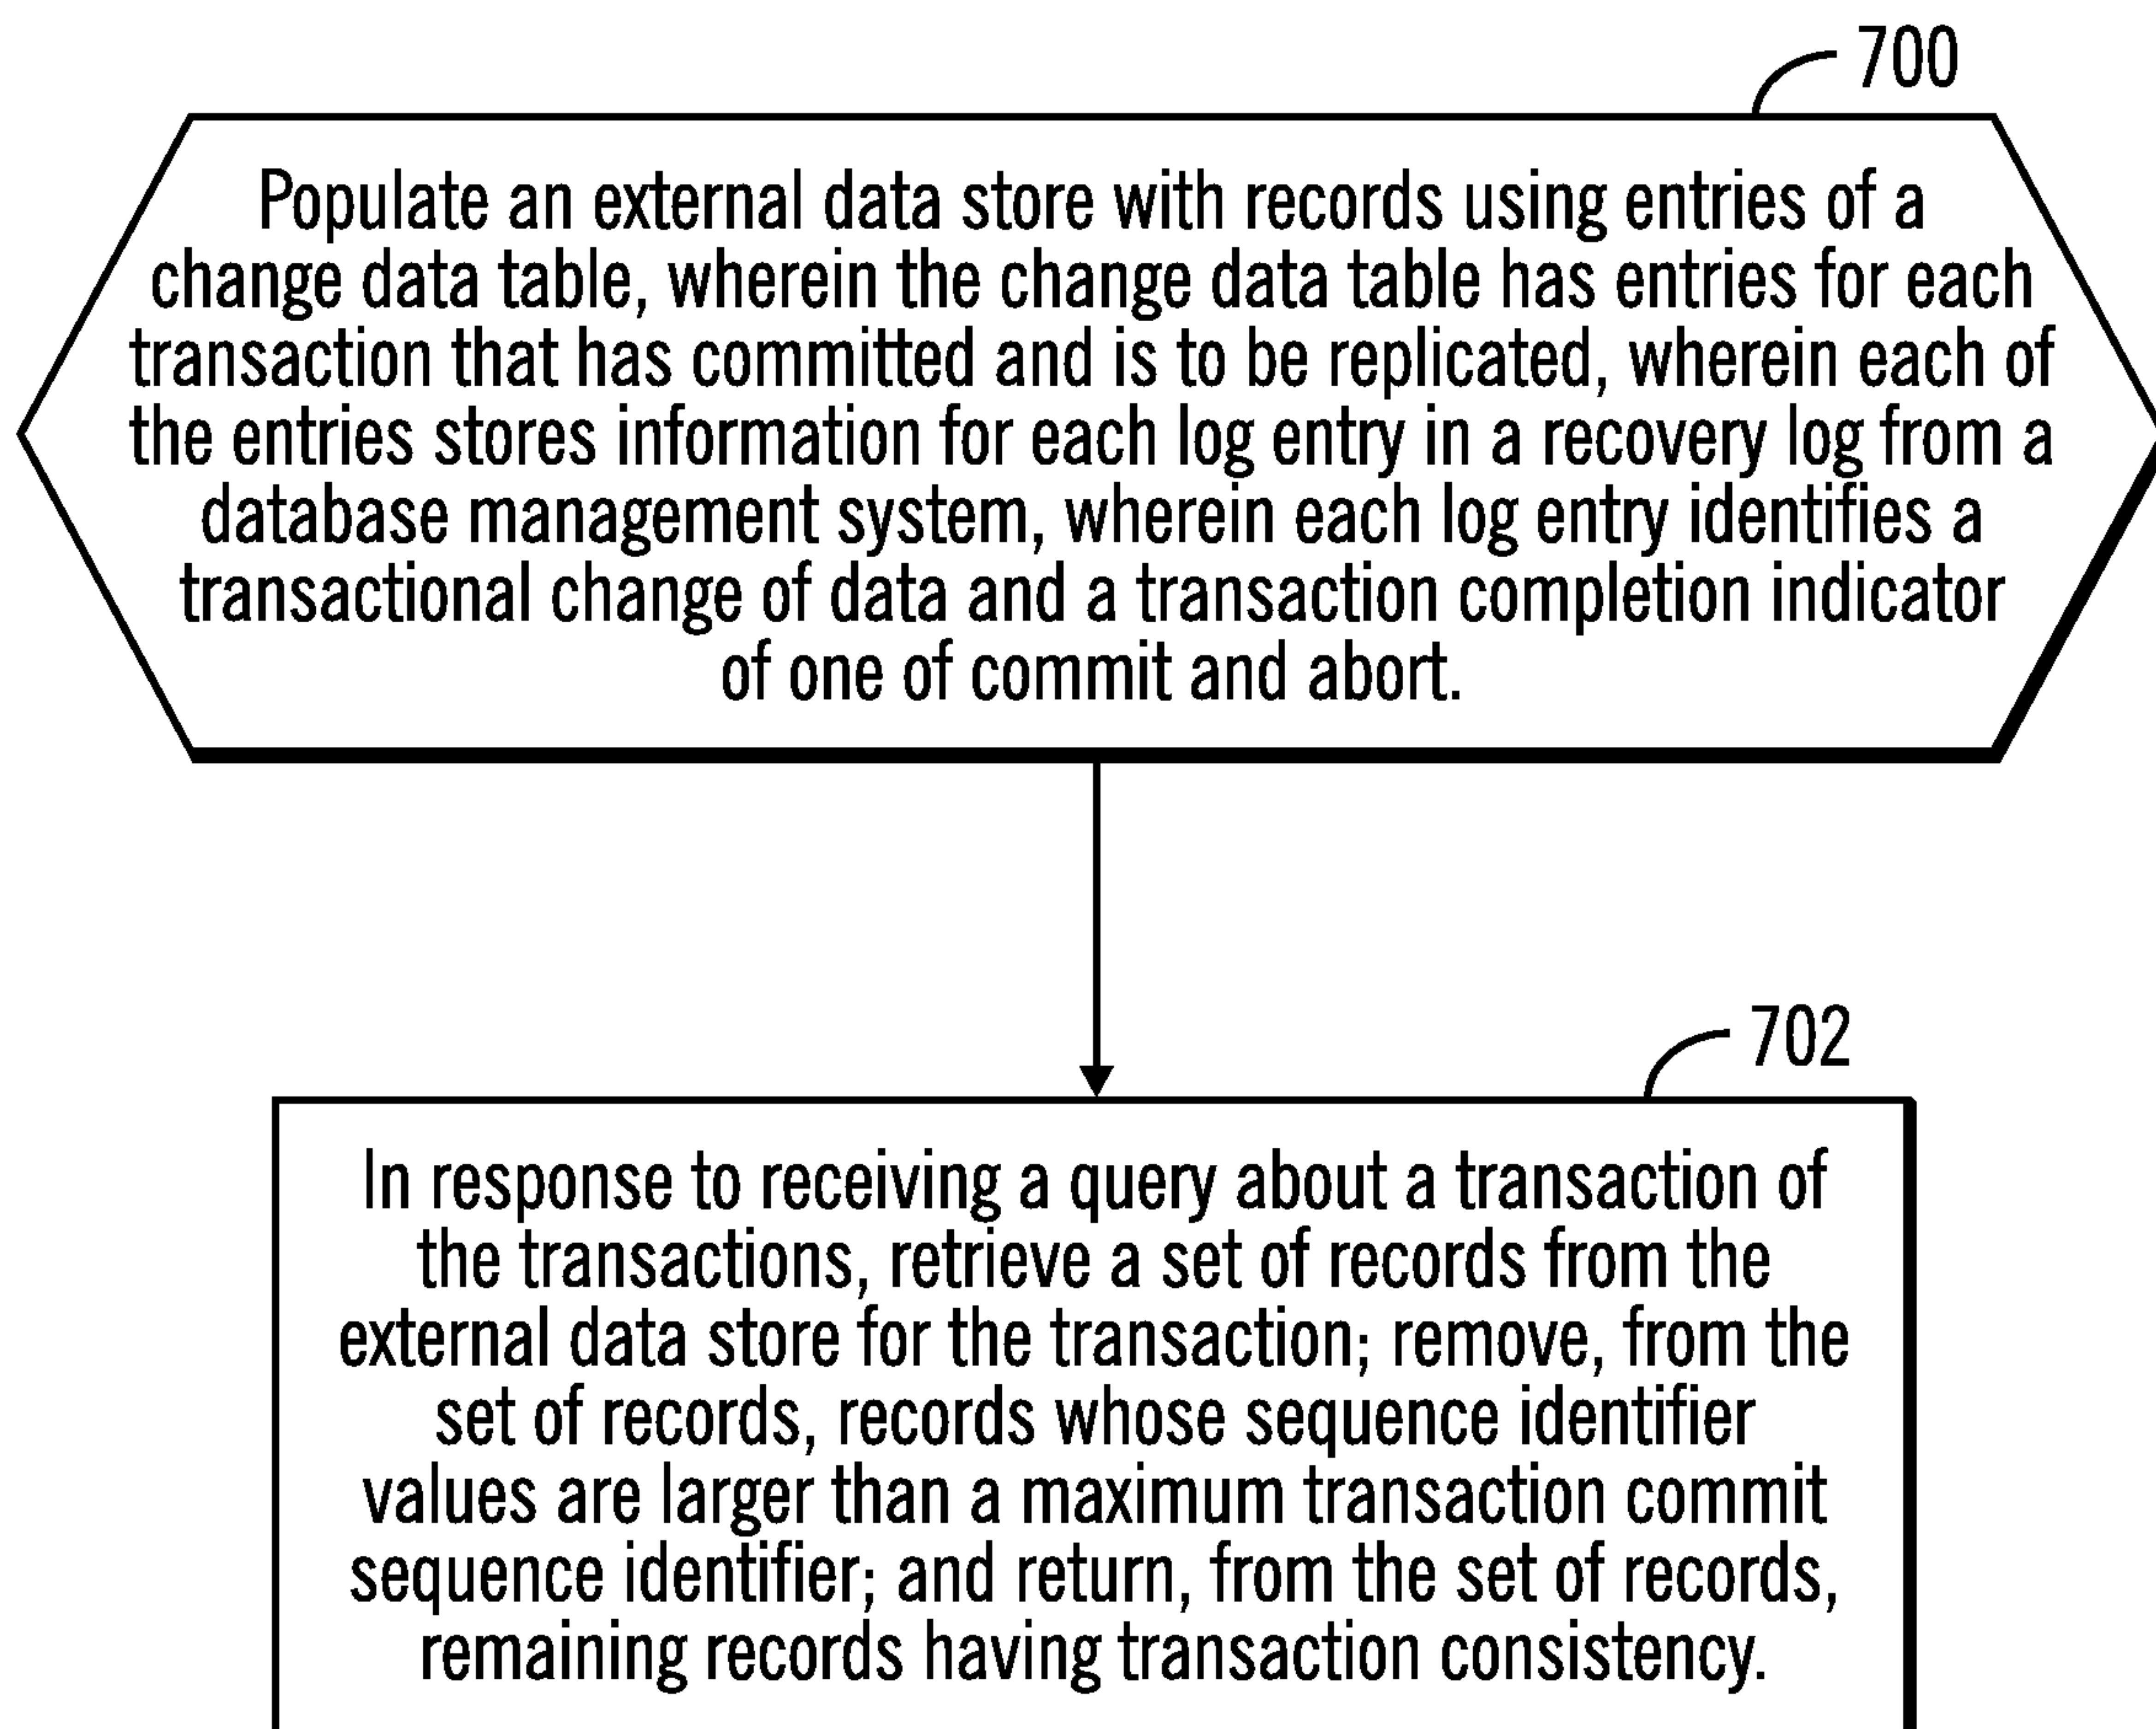 700
Populate an external data store with records using entries of a
change data table, wherein the change data table has entries for each
transaction that has committed and is to be replicated, wherein each of
the entries stores information for each log entry in a recovery log from a
database management system, wherein each log entry identifies a
transactional change of data and a transaction completion indicator
of one of commit and abort.
702
In response to receiving a query about a transaction of
the transactions, retrieve a set of records from the
external data store for the transaction; remove, from the
set of records, records whose sequence identifier
values are larger than a maximum transaction commit
sequence identifier; and return, from the set of records,
remaining records having transaction consistency.